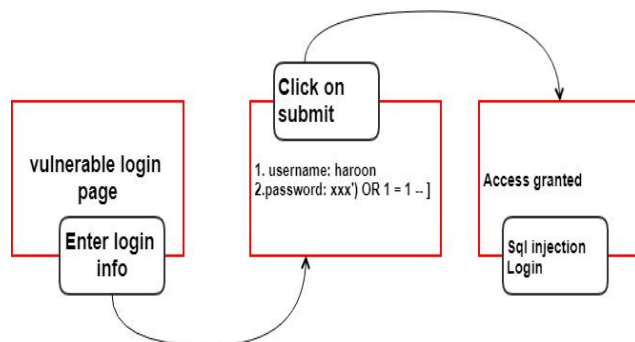 vulnerable login
page
Enter login
info
Click on
submit
1. username: haroon
2.password: xxx') OR 1 = 1 -- ]
Access granted
Sql injection
Login